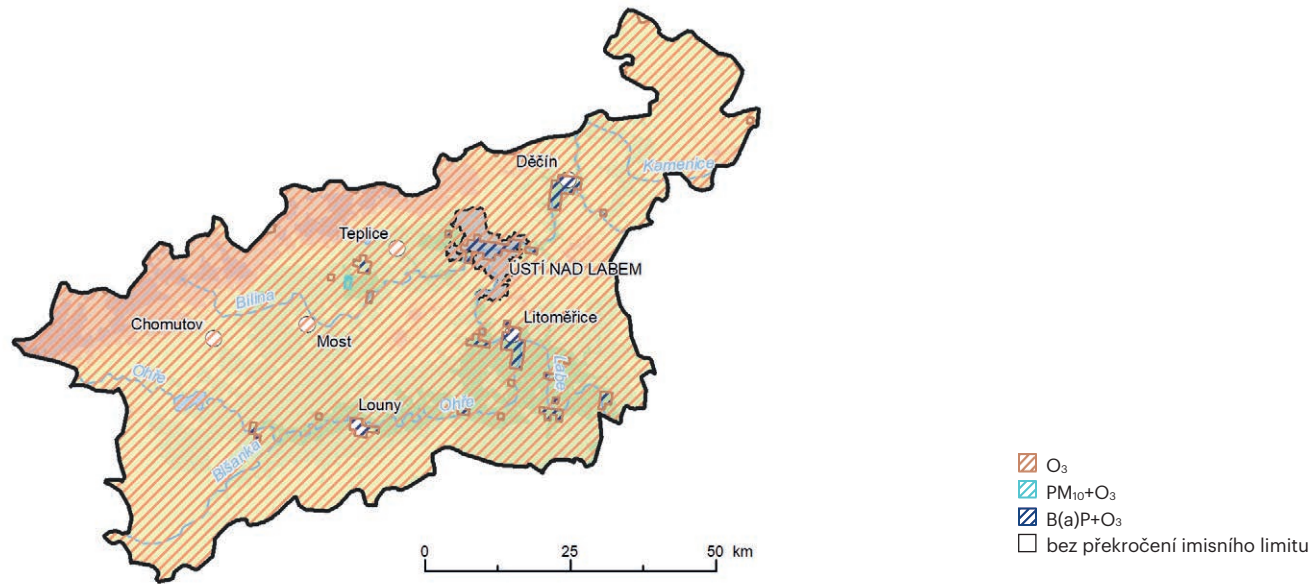 Děčín
Kamenice
Teplice
ÚSTÍ NAD LABEM
Bílina
Chomutov
Most
Litoměřice
Labe
Ohře
Louny
Ohře
Blšanka
0 25 50 km
O₃
PM₁₀+O₃
B(a)P+O₃
bez překročení imisního limitu